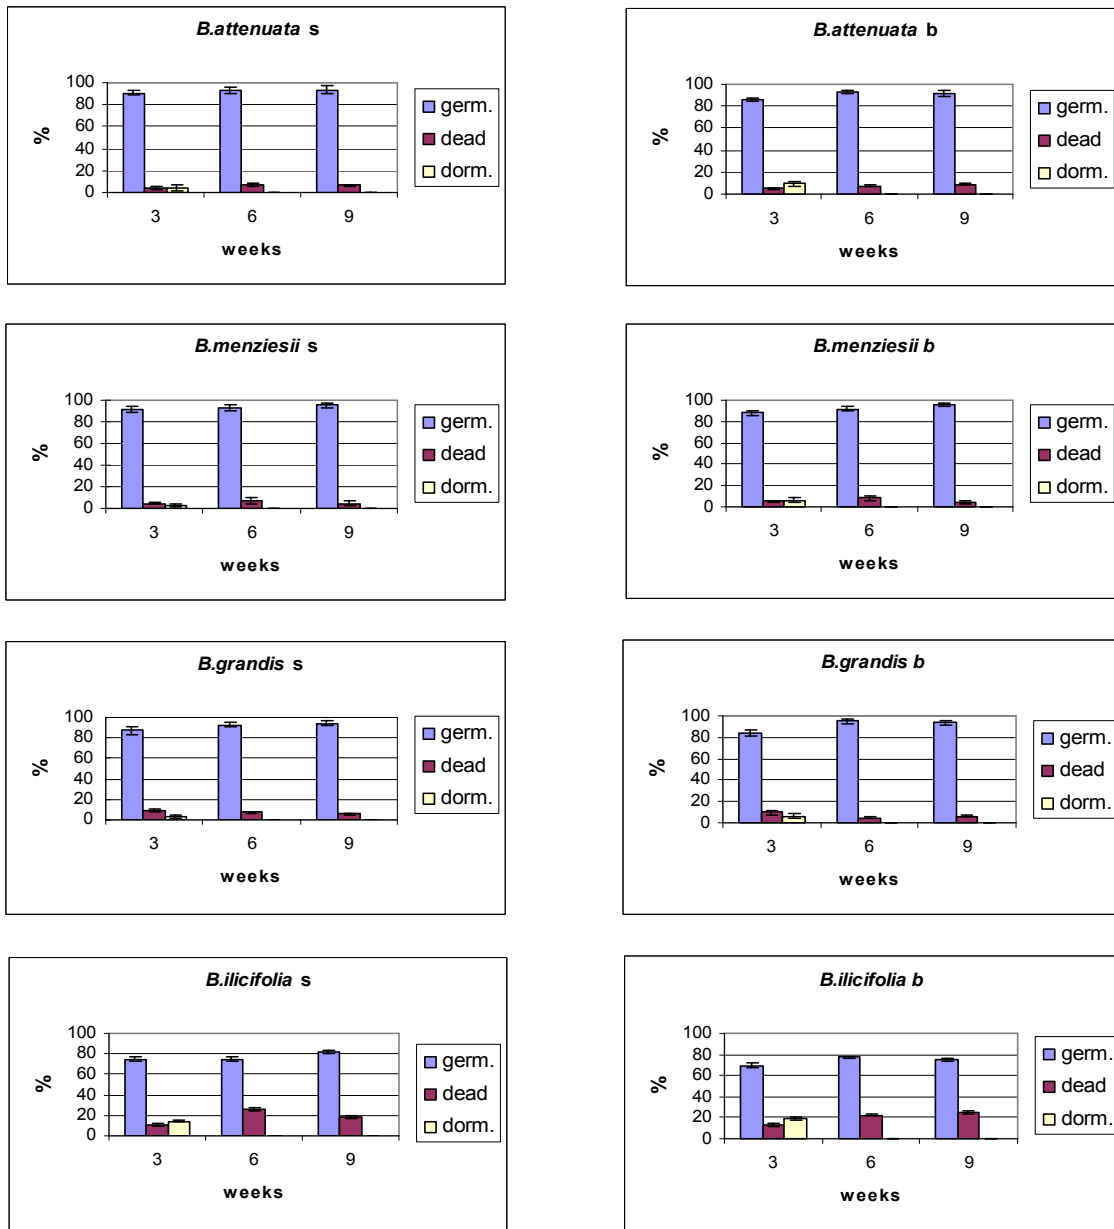 B.attenuata s
100
80
60
40
20
0
%
3 6 9
weeks
germ.
dead
dorm.
B.attenuata b
100
80
60
40
20
0
%
3 6 9
weeks
germ.
dead
dorm.
B.menziesii s
100
80
60
40
20
0
%
3 6 9
weeks
germ.
dead
dorm.
B.menziesii b
100
80
60
40
20
0
%
3 6 9
weeks
germ.
dead
dorm.
B.grandis s
100
80
60
40
20
0
%
3 6 9
weeks
germ.
dead
dorm.
B.grandis b
100
80
60
40
20
0
%
3 6 9
weeks
germ.
dead
dorm.
B.ilicifolia s
100
80
60
40
20
0
%
3 6 9
weeks
germ.
dead
dorm.
B.ilicifolia b
100
80
60
40
20
0
%
3 6 9
weeks
germ.
dead
dorm.